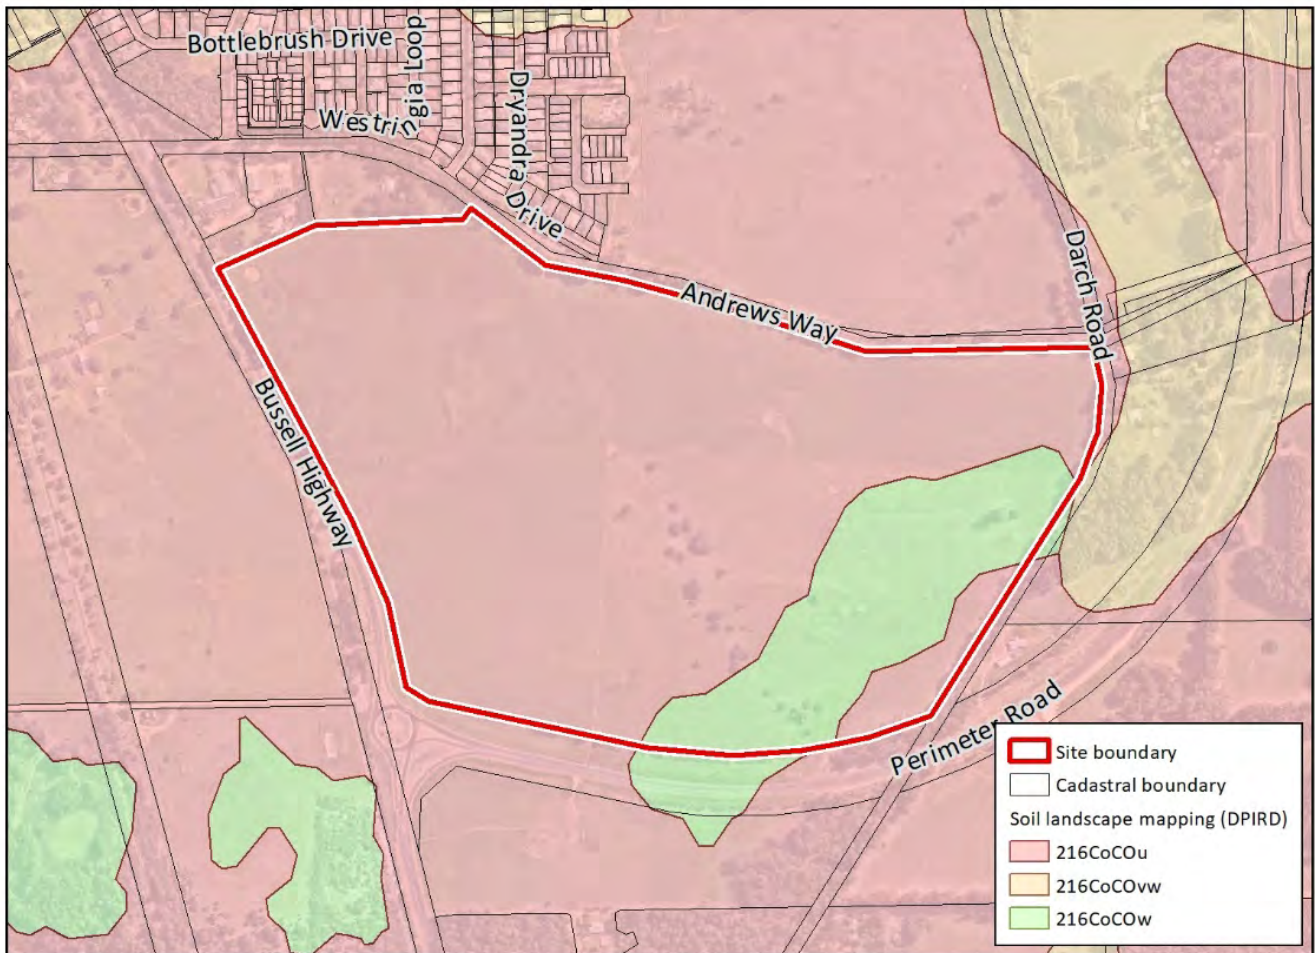 Bottlebrush Drive
Westringia Loop
Dryandra Drive
Andrews Way
Darch Road
Bussell Highway
Perimeter Road
Site boundary
Cadastral boundary
Soil landscape mapping (DPIRD)
216CoCOu
216CoCOvw
216CoCOw